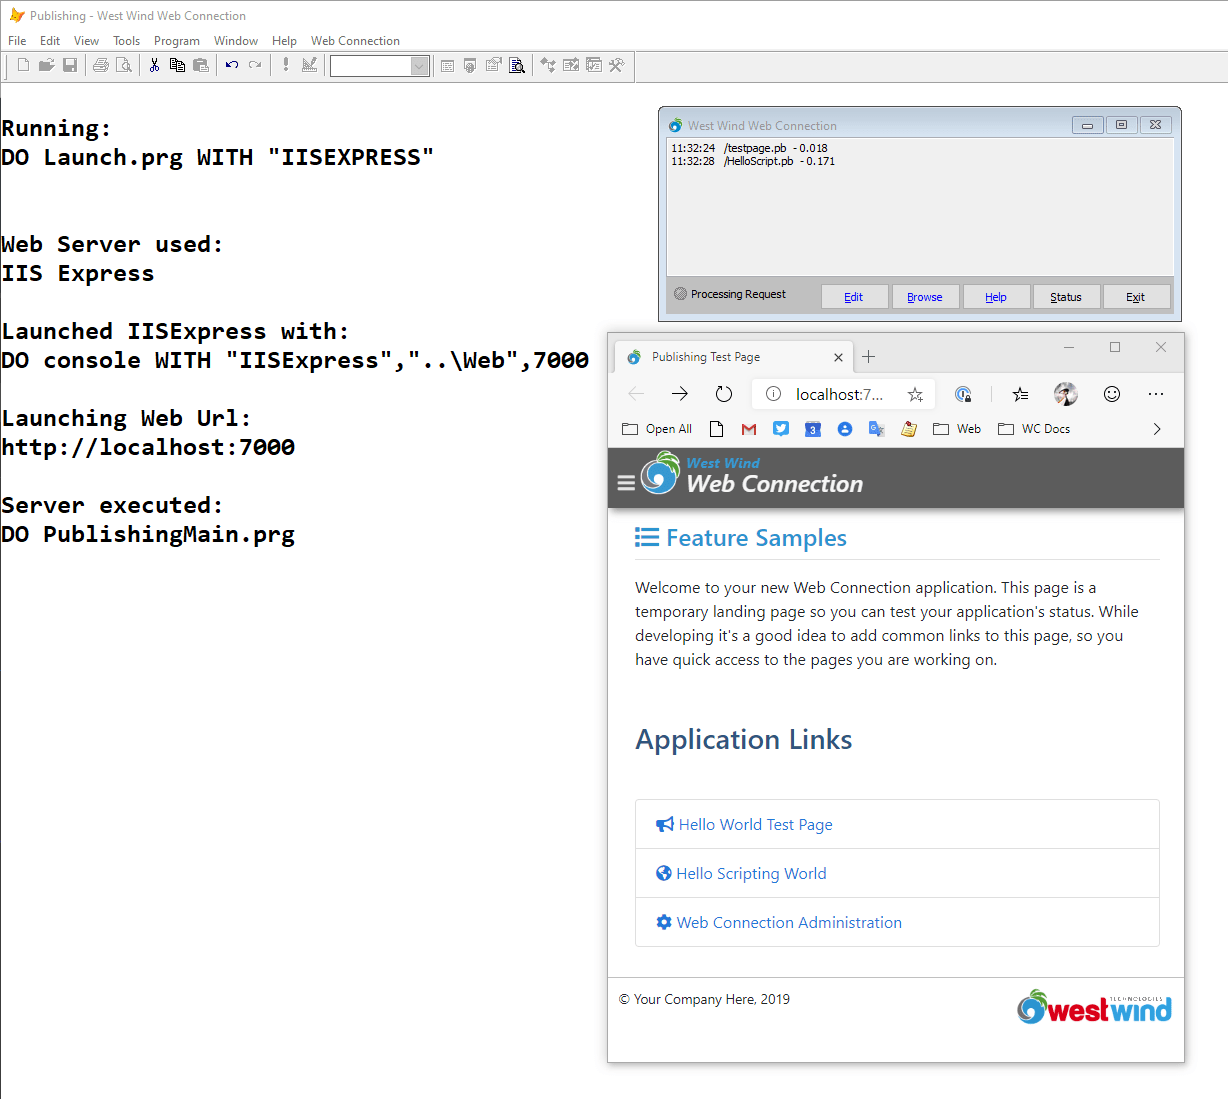 Publishing - West Wind Web Connection
File Edit View Tools Program Window Help Web Connection
Running:
DO Launch.prg WITH "IISEXPRESS"
Web Server used:
IIS Express
Launched IISExpress with:
DO console WITH "IISExpress","..\Web",7000
Launching Web Url:
http://localhost:7000
Server executed:
DO PublishingMain.prg
West Wind Web Connection
11:32:24 /testpage.pb - 0.018
11:32:28 /HelloScript.pb - 0.171
Processing Request
Edit Browse Help Status Exit
Publishing Test Page
localhost:7...
Open All 3 Web WC Docs
West Wind
Web Connection
Feature Samples
Welcome to your new Web Connection application. This page is a
temporary landing page so you can test your application's status. While
developing it's a good idea to add common links to this page, so you
have quick access to the pages you are working on.
Application Links
Hello World Test Page
Hello Scripting World
Web Connection Administration
© Your Company Here, 2019
TECHNOLOGIES
westwind